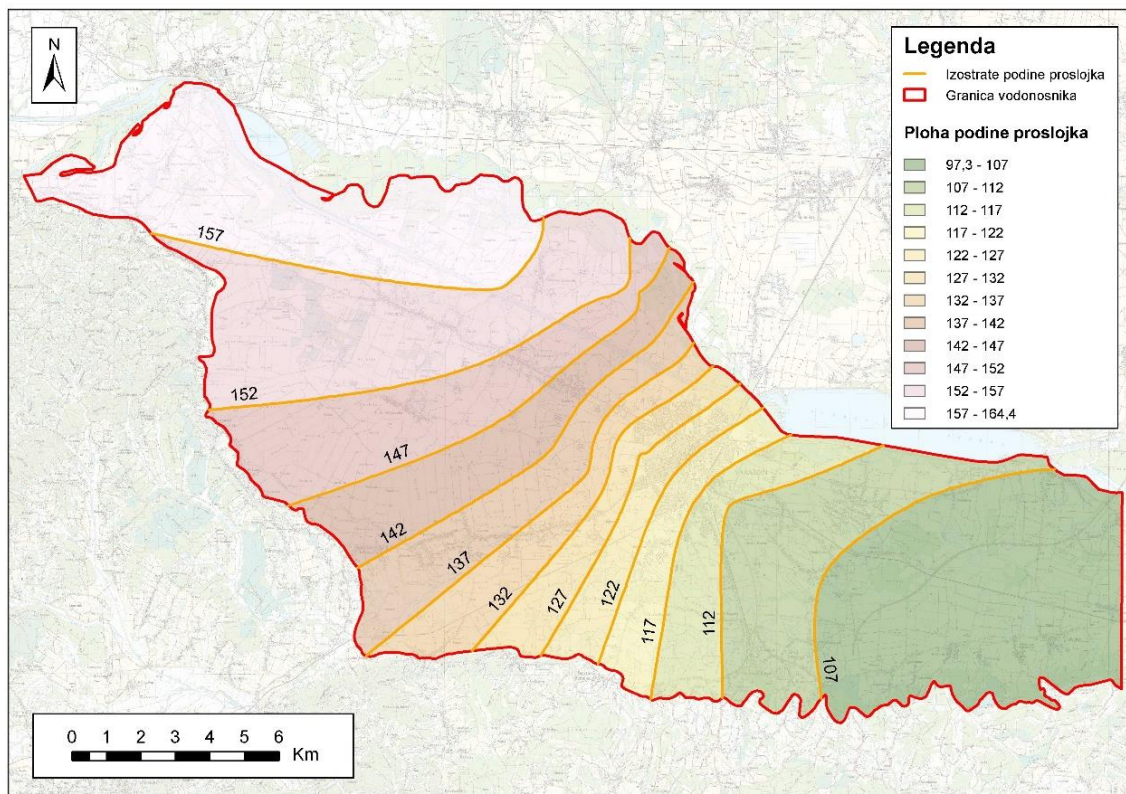 N
Legenda
Izostrate podine proslojka
Granica vodonosnika
Ploha podine proslojka
97,3 - 107
107 - 112
112 - 117
117 - 122
122 - 127
127 - 132
132 - 137
137 - 142
142 - 147
147 - 152
152 - 157
157 - 164,4
157
152
147
142
137
132
127
122
117
112
107
0 1 2 3 4 5 6
Km